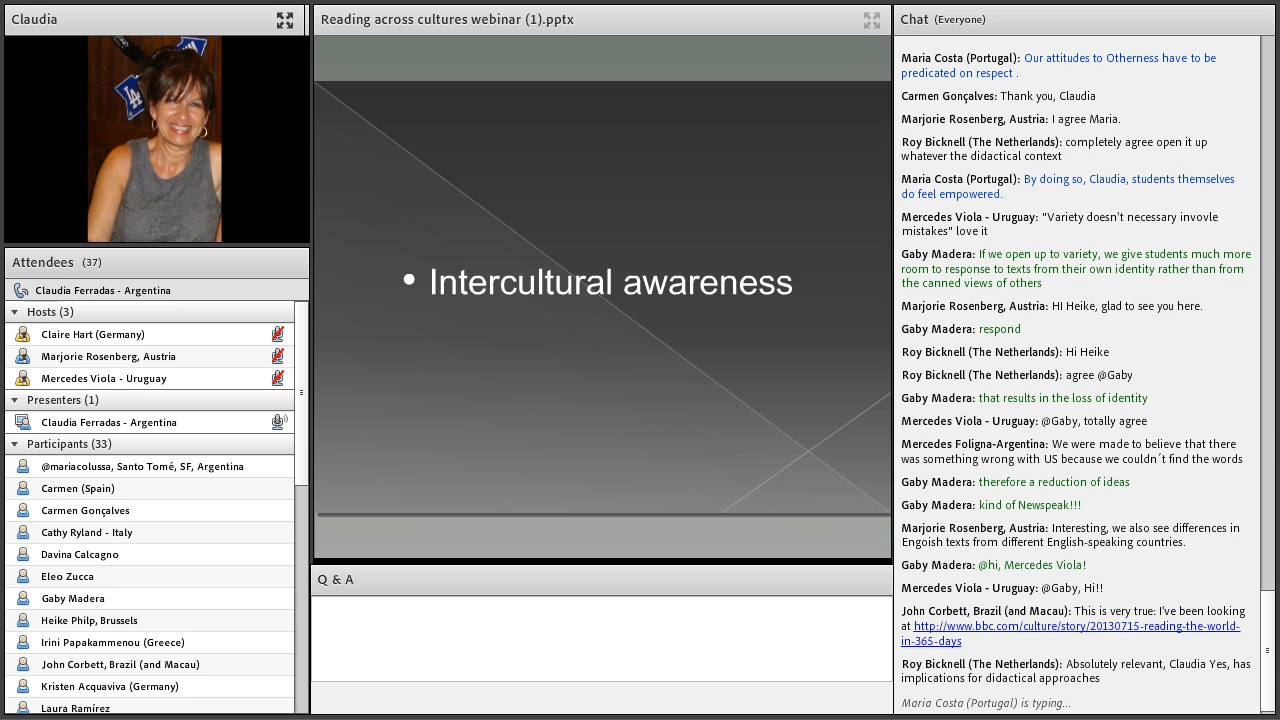 Claudia
LA
Attendees (37)
Claudia Ferradas - Argentina
Hosts (3)
Claire Hart (Germany)
Marjorie Rosenberg, Austria
Mercedes Viola - Uruguay
Presenters (1)
Claudia Ferradas - Argentina
Participants (33)
@mariacolussa, Santo Tomé, SF, Argentina
Carmen (Spain)
Carmen Gonçalves
Cathy Ryland - Italy
Davina Calcagno
Eleo Zucca
Gaby Madera
Heike Philp, Brussels
Irini Papakammenou (Greece)
John Corbett, Brazil (and Macau)
Kristen Acquaviva (Germany)
Laura Ramírez
Reading across cultures webinar (1).pptx
• Intercultural awareness
Q & A
Chat (Everyone)
Maria Costa (Portugal): Our attitudes to Otherness have to be
predicated on respect .
Carmen Gonçalves: Thank you, Claudia
Marjorie Rosenberg, Austria: I agree Maria.
Roy Bicknell (The Netherlands): completely agree open it up
whatever the didactical context
Maria Costa (Portugal): By doing so, Claudia, students themselves
do feel empowered.
Mercedes Viola - Uruguay: "Variety doesn't necessary invovle
mistakes" love it
Gaby Madera: If we open up to variety, we give students much more
room to response to texts from their own identity rather than from
the canned views of others
Marjorie Rosenberg, Austria: HI Heike, glad to see you here.
Gaby Madera: respond
Roy Bicknell (The Netherlands): Hi Heike
Roy Bicknell (The Netherlands): agree @Gaby
Gaby Madera: that results in the loss of identity
Mercedes Viola - Uruguay: @Gaby, totally agree
Mercedes Foligna-Argentina: We were made to believe that there
was something wrong with US because we couldn´t find the words
Gaby Madera: therefore a reduction of ideas
Gaby Madera: kind of Newspeak!!!
Marjorie Rosenberg, Austria: Interesting, we also see differences in
Engoish texts from different English-speaking countries.
Gaby Madera: @hi, Mercedes Viola!
Mercedes Viola - Uruguay: @Gaby, Hi!!
John Corbett, Brazil (and Macau): This is very true: I've been looking
at http://www.bbc.com/culture/story/20130715-reading-the-world-
in-365-days
Roy Bicknell (The Netherlands): Absolutely relevant, Claudia Yes, has
implications for didactical approaches
Maria Costa (Portugal) is typing...